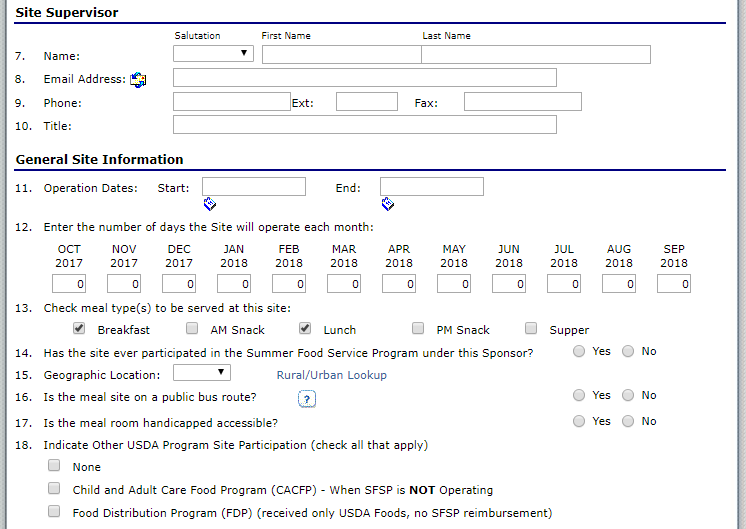 Site Supervisor
Salutation First Name Last Name
7. Name:
8. Email Address:
9. Phone: Ext: Fax:
10. Title:
General Site Information
11. Operation Dates: Start: End:
12. Enter the number of days the Site will operate each month:
OCT NOV DEC JAN FEB MAR APR MAY JUN JUL AUG SEP
2017 2017 2017 2018 2018 2018 2018 2018 2018 2018 2018 2018
0 0 0 0 0 0 0 0 0 0 0 0
13. Check meal type(s) to be served at this site:
Breakfast AM Snack Lunch PM Snack Supper
14. Has the site ever participated in the Summer Food Service Program under this Sponsor? Yes No
15. Geographic Location: Rural/Urban Lookup
16. Is the meal site on a public bus route? ? Yes No
17. Is the meal room handicapped accessible? Yes No
18. Indicate Other USDA Program Site Participation (check all that apply)
None
Child and Adult Care Food Program (CACFP) - When SFSP is NOT Operating
Food Distribution Program (FDP) (received only USDA Foods, no SFSP reimbursement)